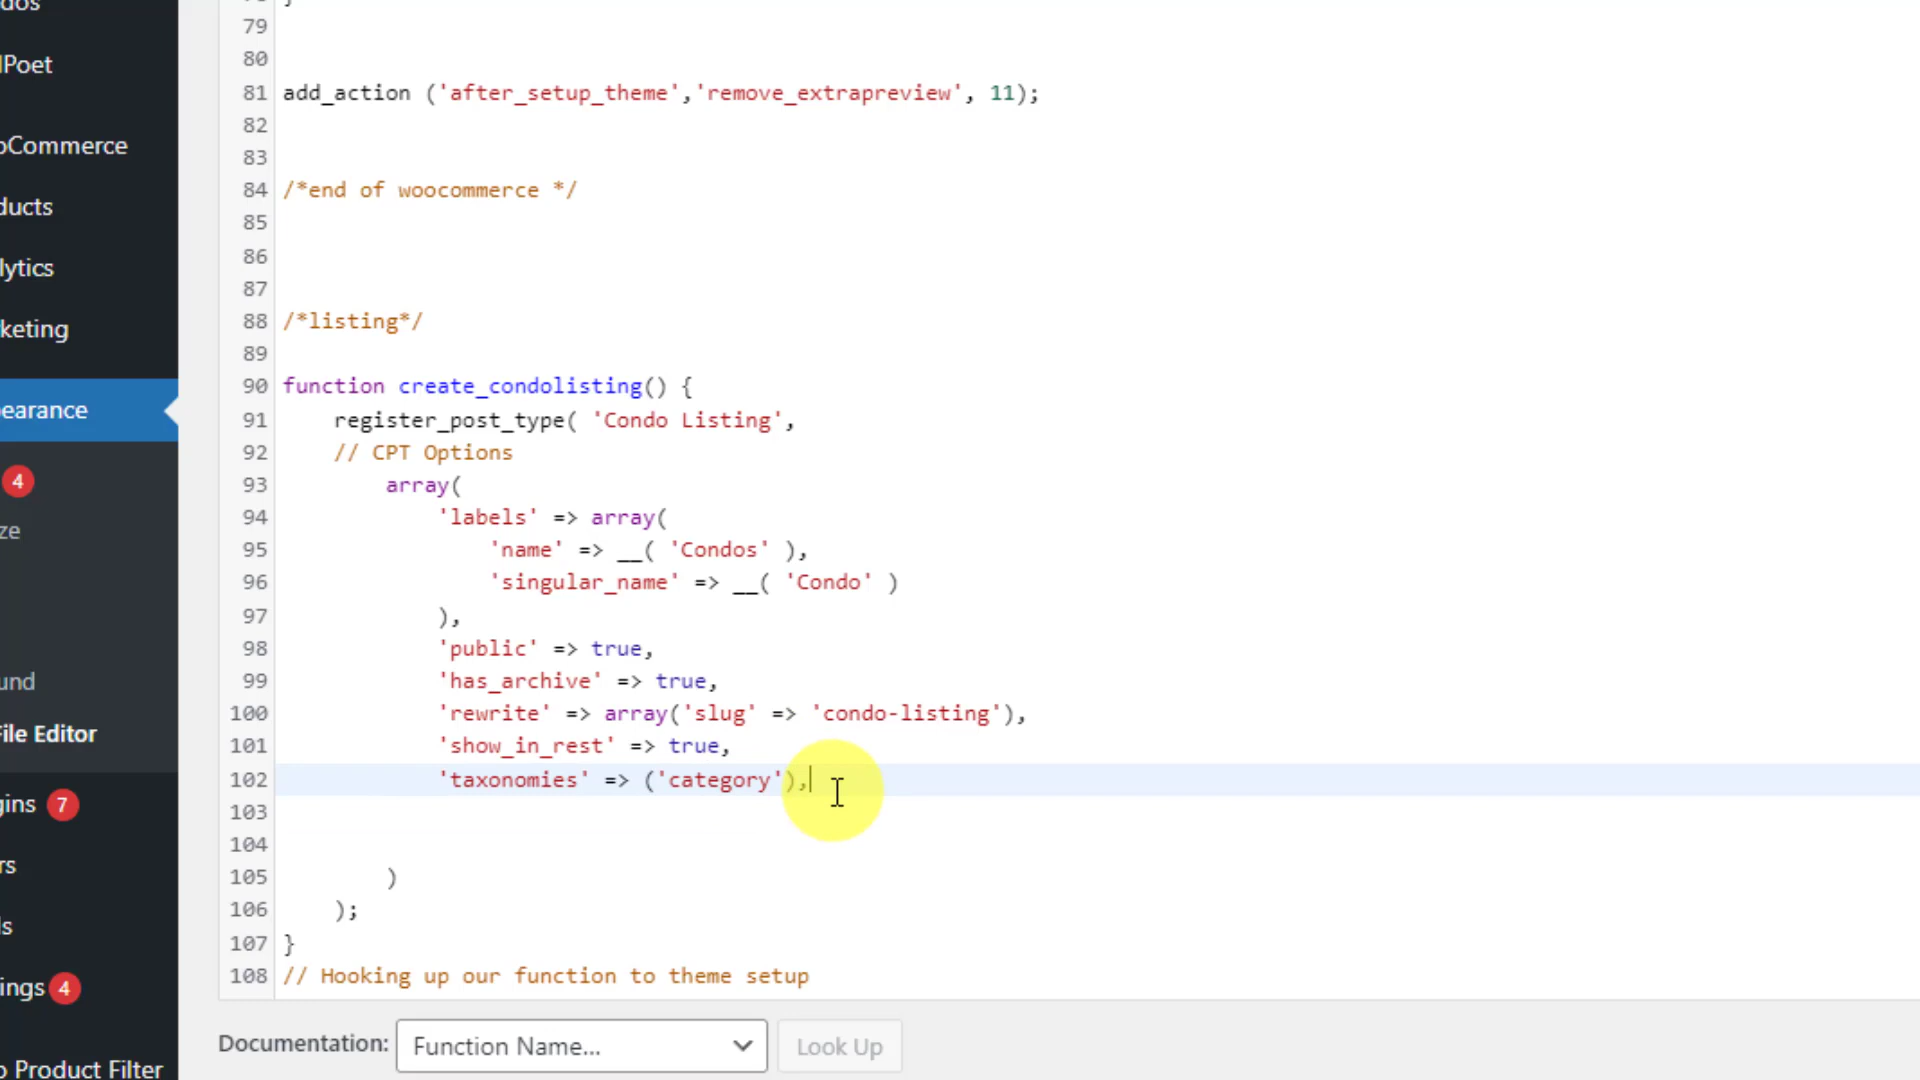 dos
lPoet
oCommerce
ducts
lytics
keting
earance
4
ze
und
File Editor
gins 7
rs
ls
ings 4
o Product Filter
79
80
81 add_action ('after_setup_theme','remove_extrapreview', 11);
82
83
84 /*end of woocommerce */
85
86
87
88 /*listing*/
89
90 function create_condolisting() {
91 register_post_type( 'Condo Listing',
92 // CPT Options
93 array(
94 'labels' => array(
95 'name' => __( 'Condos' ),
96 'singular_name' => __( 'Condo' )
97 ),
98 'public' => true,
99 'has_archive' => true,
100 'rewrite' => array('slug' => 'condo-listing'),
101 'show_in_rest' => true,
102 'taxonomies' => ('category'),
103
104
105 )
106 );
107 }
108 // Hooking up our function to theme setup
Documentation: Function Name... Look Up